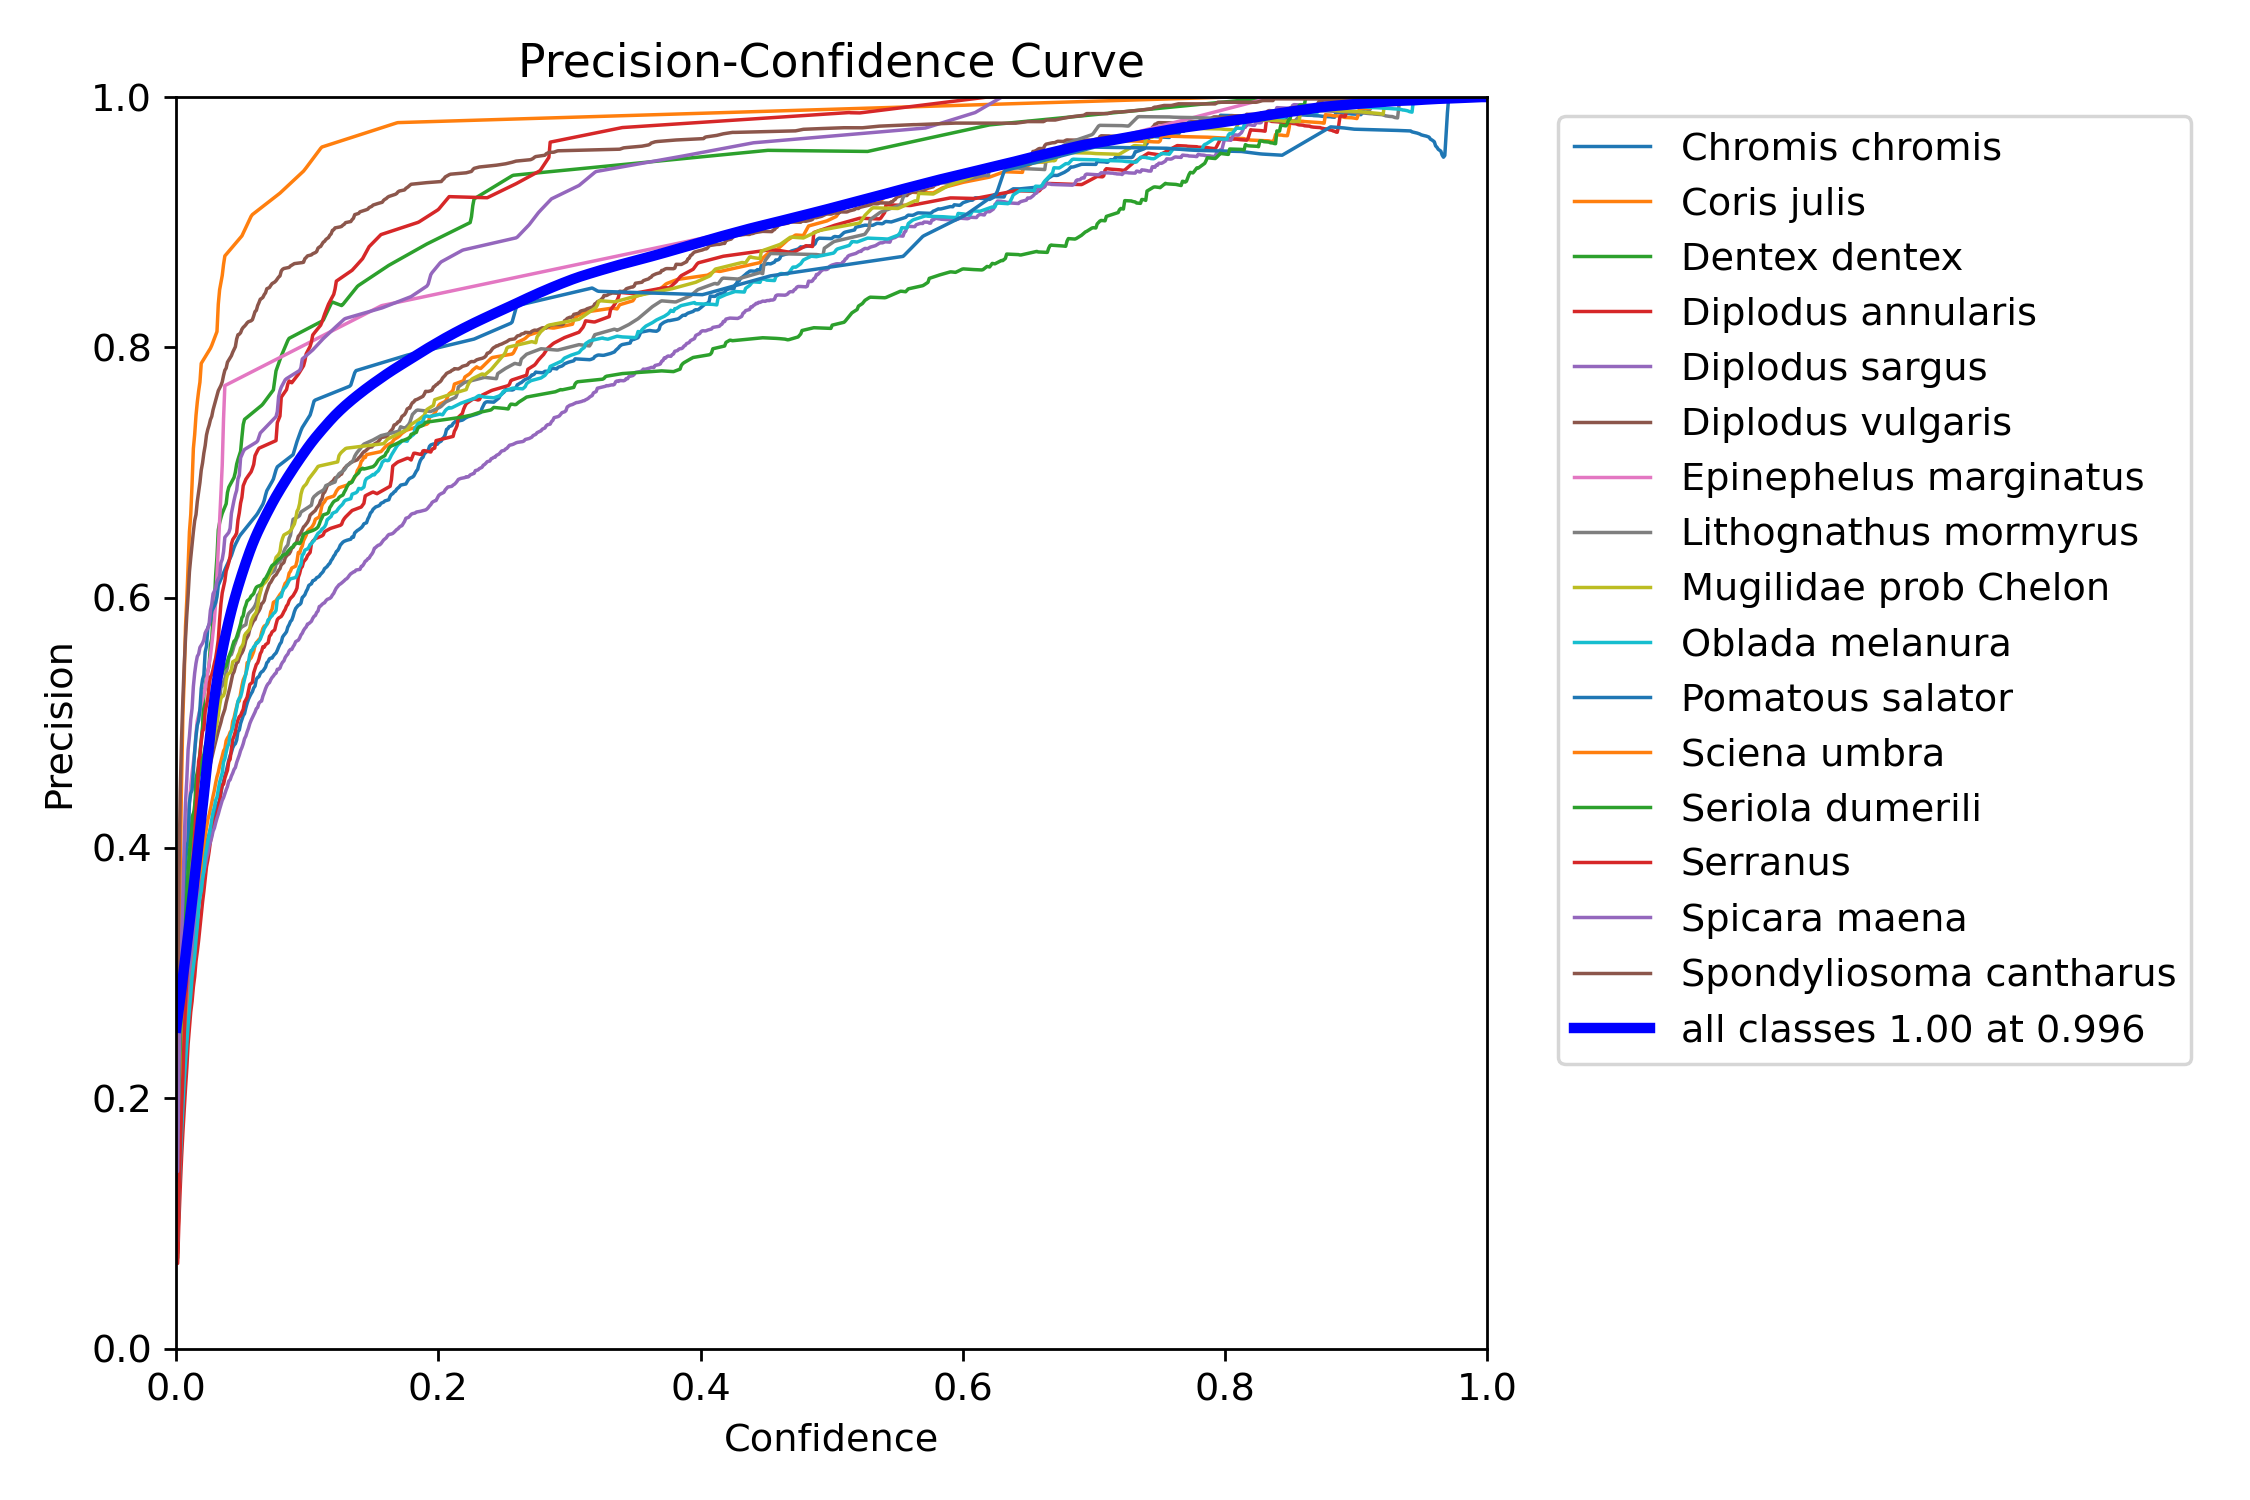 Precision-Confidence Curve
1.0
0.8
0.6
0.4
0.2
0.0
Precision
0.0 0.2 0.4 0.6 0.8 1.0
Confidence
Chromis chromis
Coris julis
Dentex dentex
Diplodus annularis
Diplodus sargus
Diplodus vulgaris
Epinephelus marginatus
Lithognathus mormyrus
Mugilidae prob Chelon
Oblada melanura
Pomatous salator
Sciena umbra
Seriola dumerili
Serranus
Spicara maena
Spondyliosoma cantharus
all classes 1.00 at 0.996